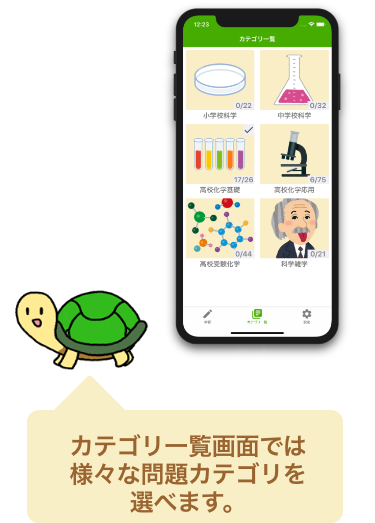 12:23
カテゴリ一覧
0/22
0/32
小学校科学
中学校科学
17/26
6/75
高校化学基礎
高校化学応用
0/44
0/21
高校受験化学
科学雑学
カテゴリ一覧
設定
カテゴリ一覧画面では
様々な問題カテゴリを
選べます。